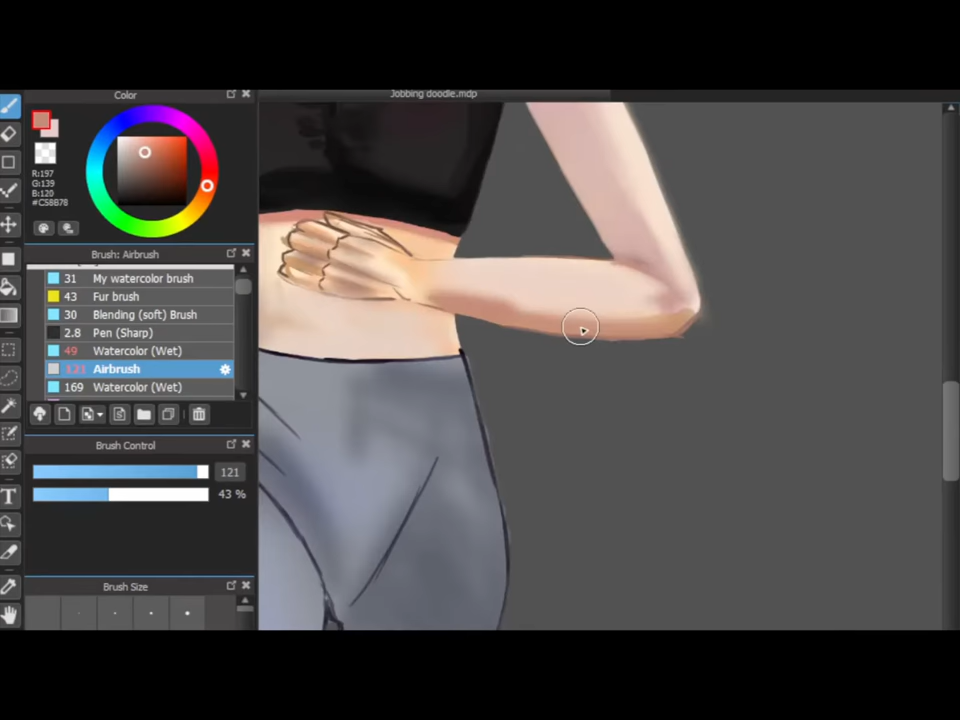 Color
Jobbing doodle.mdp
R:197
G:139
B:120
#C58B78
Brush: Airbrush
31 My watercolor brush
43 Fur brush
30 Blending (soft) Brush
2.8 Pen (Sharp)
49 Watercolor (Wet)
121 Airbrush
169 Watercolor (Wet)
Brush Control
121
43 %
Brush Size
T